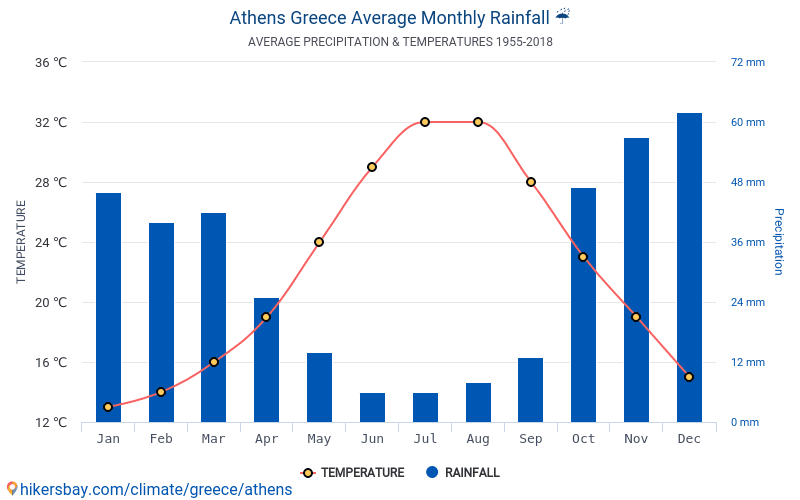 Athens Greece Average Monthly Rainfall ☔
AVERAGE PRECIPITATION & TEMPERATURES 1955-2018
TEMPERATURE
36 °C
32 °C
28 °C
24 °C
20 °C
16 °C
12 °C
72 mm
60 mm
48 mm
36 mm
24 mm
12 mm
0 mm
Precipitation
Jan Feb Mar Apr May Jun Jul Aug Sep Oct Nov Dec
TEMPERATURE RAINFALL
hikersbay.com/climate/greece/athens